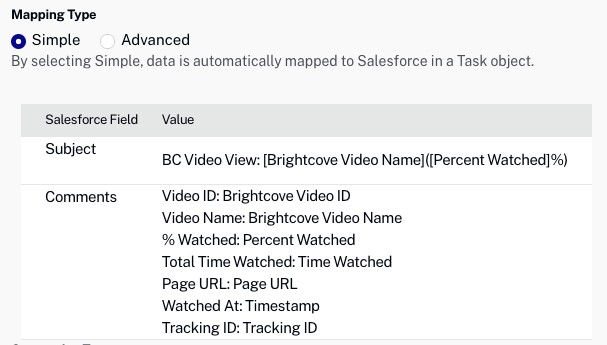 Mapping Type
Simple Advanced
By selecting Simple, data is automatically mapped to Salesforce in a Task object.
Salesforce Field Value
Subject
BC Video View: [Brightcove Video Name]([Percent Watched]%)
Comments Video ID: Brightcove Video ID
Video Name: Brightcove Video Name
% Watched: Percent Watched
Total Time Watched: Time Watched
Page URL: Page URL
Watched At: Timestamp
Tracking ID: Tracking ID